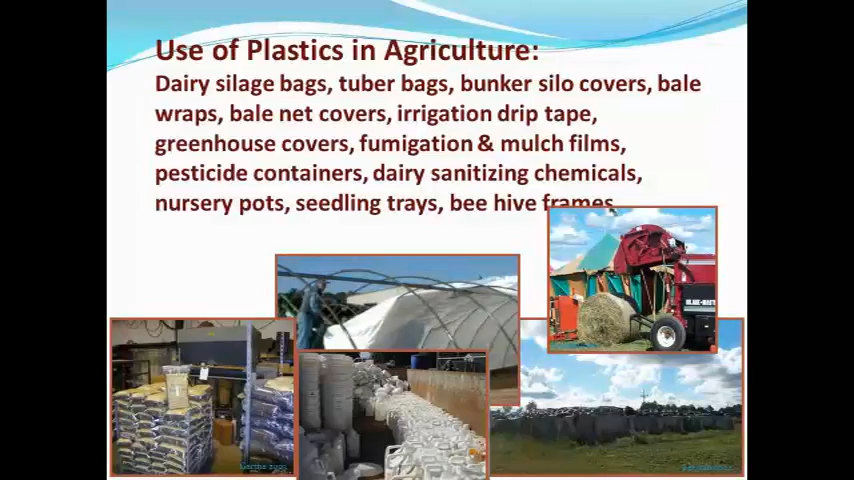 Use of Plastics in Agriculture:
Dairy silage bags, tuber bags, bunker silo covers, bale
wraps, bale net covers, irrigation drip tape,
greenhouse covers, fumigation & mulch films,
pesticide containers, dairy sanitizing chemicals,
nursery pots, seedling trays, bee hive frames